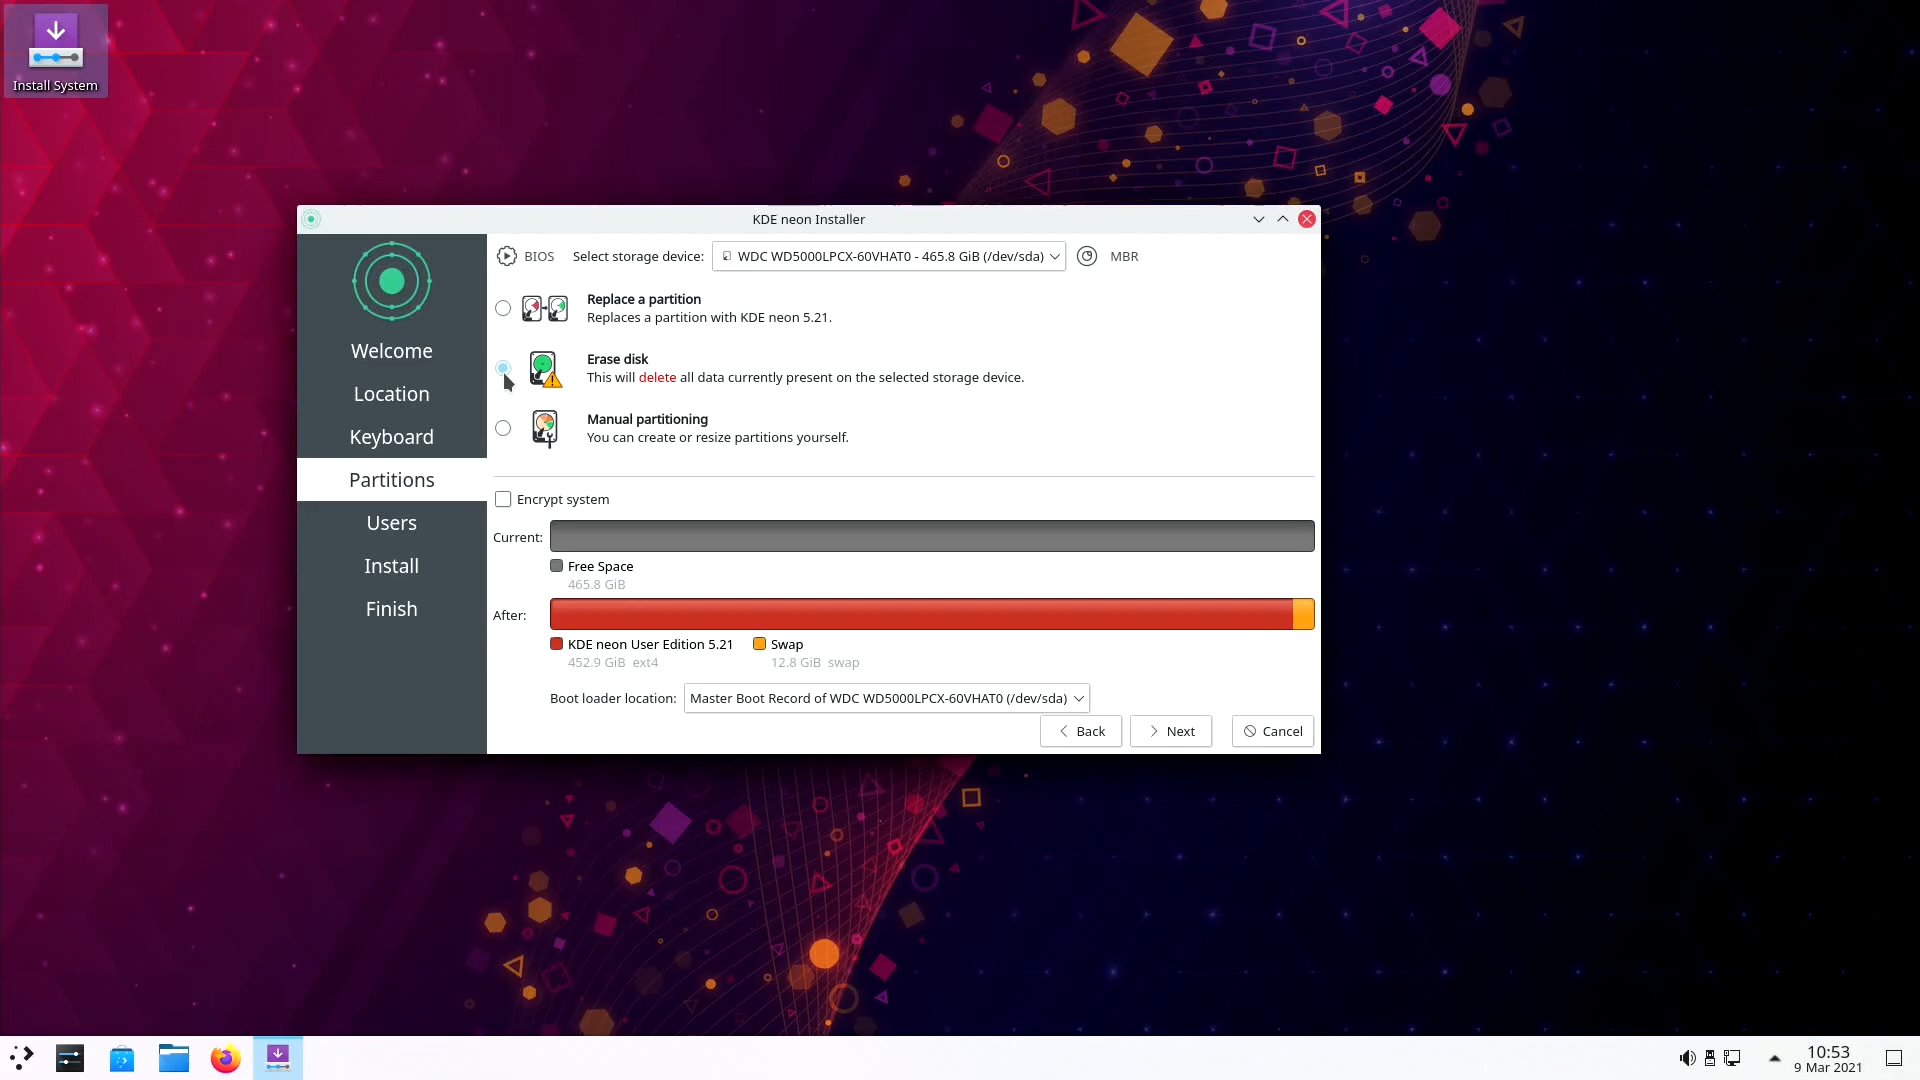 Install System
KDE neon Installer
BIOS Select storage device: WDC WD5000LPCX-60VHAT0 - 465.8 GiB (/dev/sda) MBR
Welcome
Location
Keyboard
Partitions
Users
Install
Finish
Replace a partition
Replaces a partition with KDE neon 5.21.
Erase disk
This will delete all data currently present on the selected storage device.
Manual partitioning
You can create or resize partitions yourself.
Encrypt system
Current:
Free Space
465.8 GiB
After:
KDE neon User Edition 5.21 Swap
452.9 GiB ext4 12.8 GiB swap
Boot loader location: Master Boot Record of WDC WD5000LPCX-60VHAT0 (/dev/sda)
Back Next Cancel
10:53
9 Mar 2021